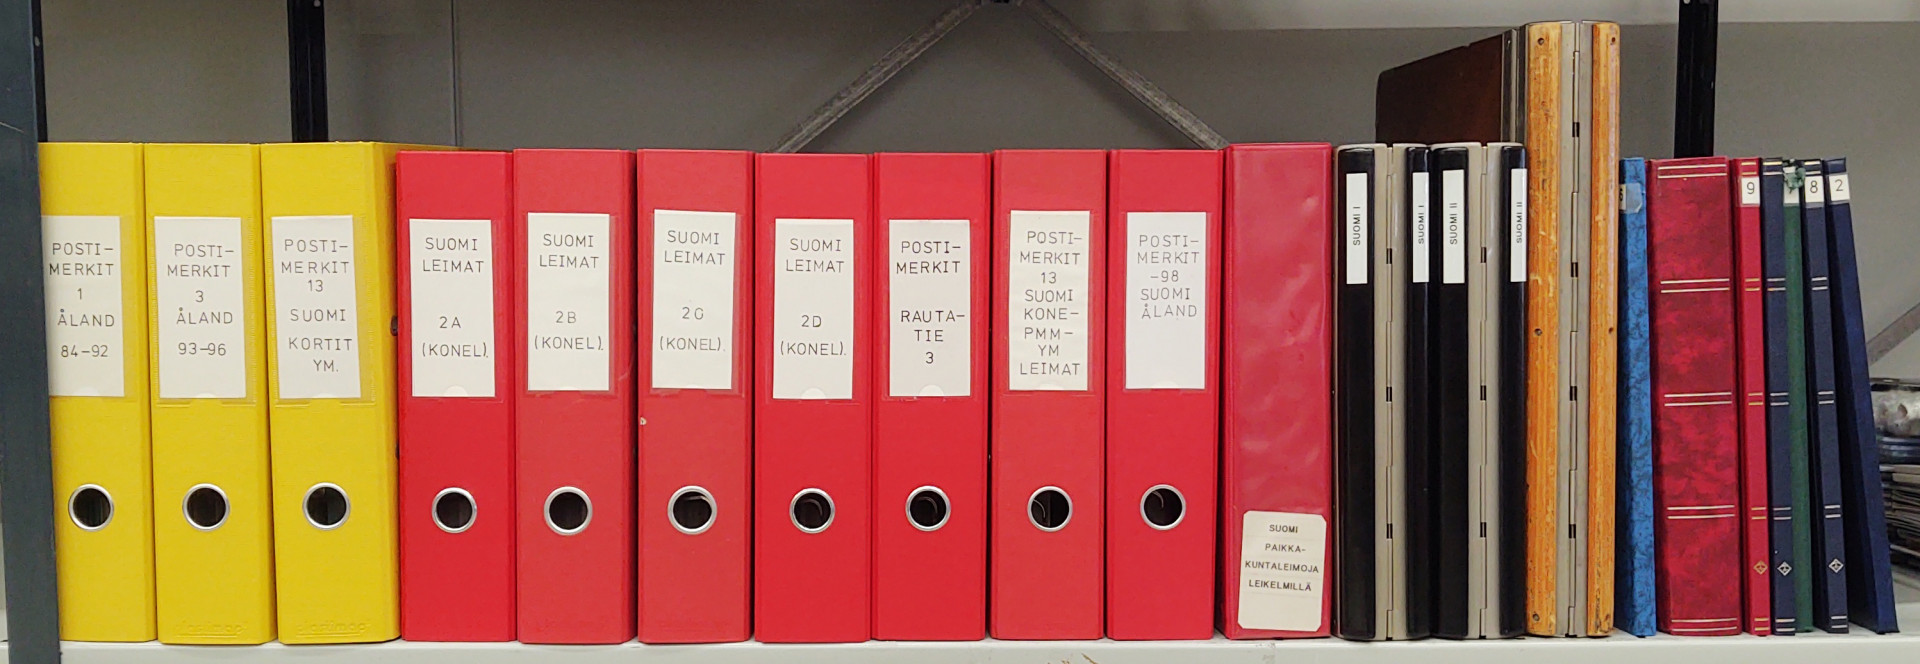 POSTI-
MERKIT
1
ÅLAND
84-92
POSTI-
MERKIT
3
ÅLAND
93-96
POSTI-
MERKIT
13
SUOMI
KORTIT
YM.
SUOMI
LEIMAT
2A
(KONEL).
SUOMI
LEIMAT
2B
(KONEL).
SUOMI
LEIMAT
2C
(KONEL).
SUOMI
LEIMAT
2D
(KONEL).
POSTI-
MERKIT
RAUTA-
TIE
3
POSTI-
MERKIT
13
SUOMI
KONE-
PMM-
YM
LEIMAT
POSTI-
MERKIT
-98
SUOMI
ÅLAND
SUOMI
PAIKKA-
KUNTALEIMOJA
LEIKELMILLÄ
SUOMI I
SUOMI I
SUOMI II
SUOMI II
9
8
2